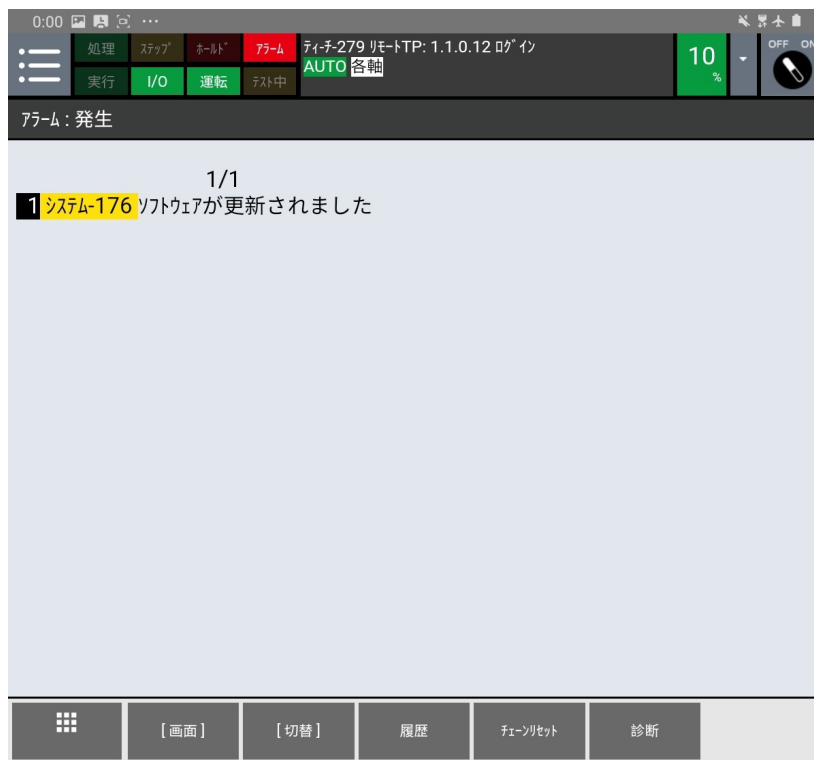 0:00 ...
処理 ｽﾃｯﾌﾟ ﾎｰﾙﾄﾞ ｱﾗｰﾑ ﾃｨｰﾁ-279 ﾘﾓｰﾄTP: 1.1.0.12 ﾛｸﾞｲﾝ
実行 I/O 運転 ﾃｽﾄ中 AUTO 各軸
10 %
OFF ON
ｱﾗｰﾑ : 発生
1/1
1 ｼｽﾃﾑ-176 ｿﾌﾄｳｪｱが更新されました
[ 画面 ] [ 切替 ] 履歴 ﾁｪｰﾝﾘｾｯﾄ 診断